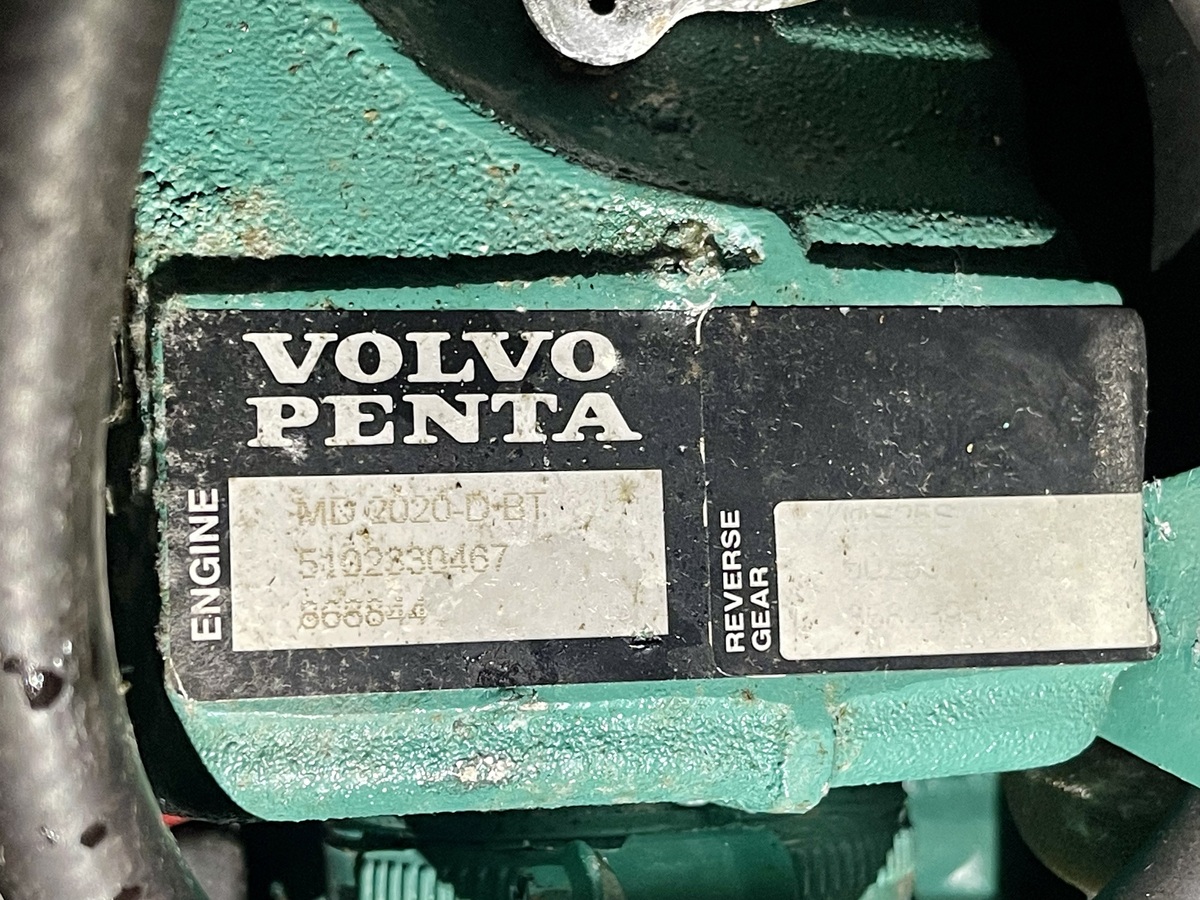 VOLVO
PENTA
ENGINE
MD 2020-D BT
5102330467
868844
REVERSE
GEAR